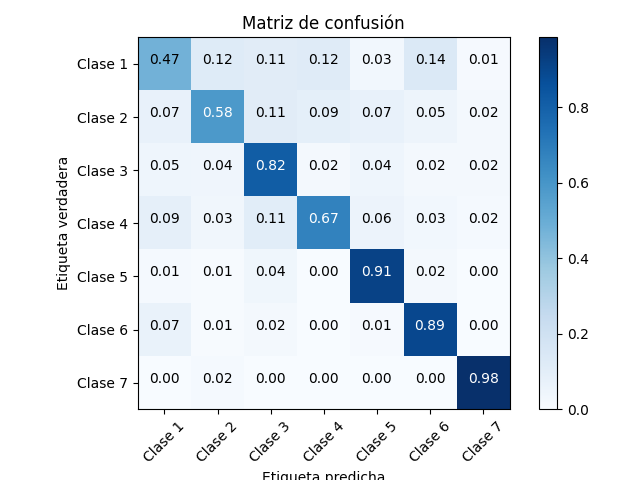 Matriz de confusión
Etiqueta verdadera
Clase 1 0.47 0.12 0.11 0.12 0.03 0.14 0.01
Clase 2 0.07 0.58 0.11 0.09 0.07 0.05 0.02
Clase 3 0.05 0.04 0.82 0.02 0.04 0.02 0.02
Clase 4 0.09 0.03 0.11 0.67 0.06 0.03 0.02
Clase 5 0.01 0.01 0.04 0.00 0.91 0.02 0.00
Clase 6 0.07 0.01 0.02 0.00 0.01 0.89 0.00
Clase 7 0.00 0.02 0.00 0.00 0.00 0.00 0.98
Clase 1 Clase 2 Clase 3 Clase 4 Clase 5 Clase 6 Clase 7
Etiqueta predicha
0.8
0.6
0.4
0.2
0.0